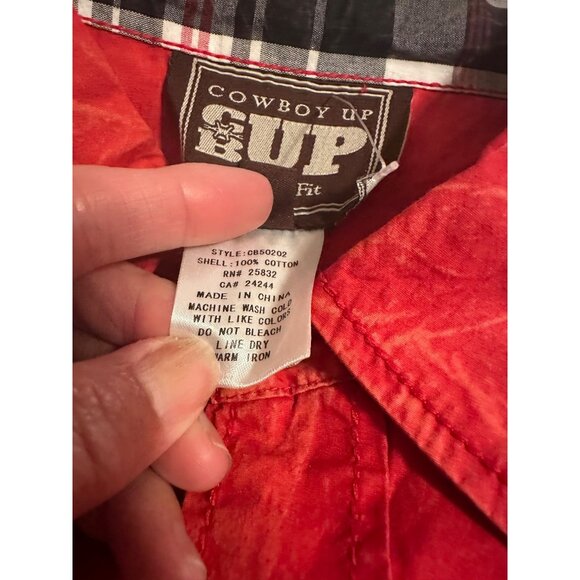 COWBOY UP
CB UP
Fit
STYLE:CB50202
SHELL:100% COTTON
RN# 25832
CA# 24244
MADE IN CHINA
MACHINE WASH COLD
WITH LIKE COLORS
DO NOT BLEACH
LINE DRY
WARM IRON